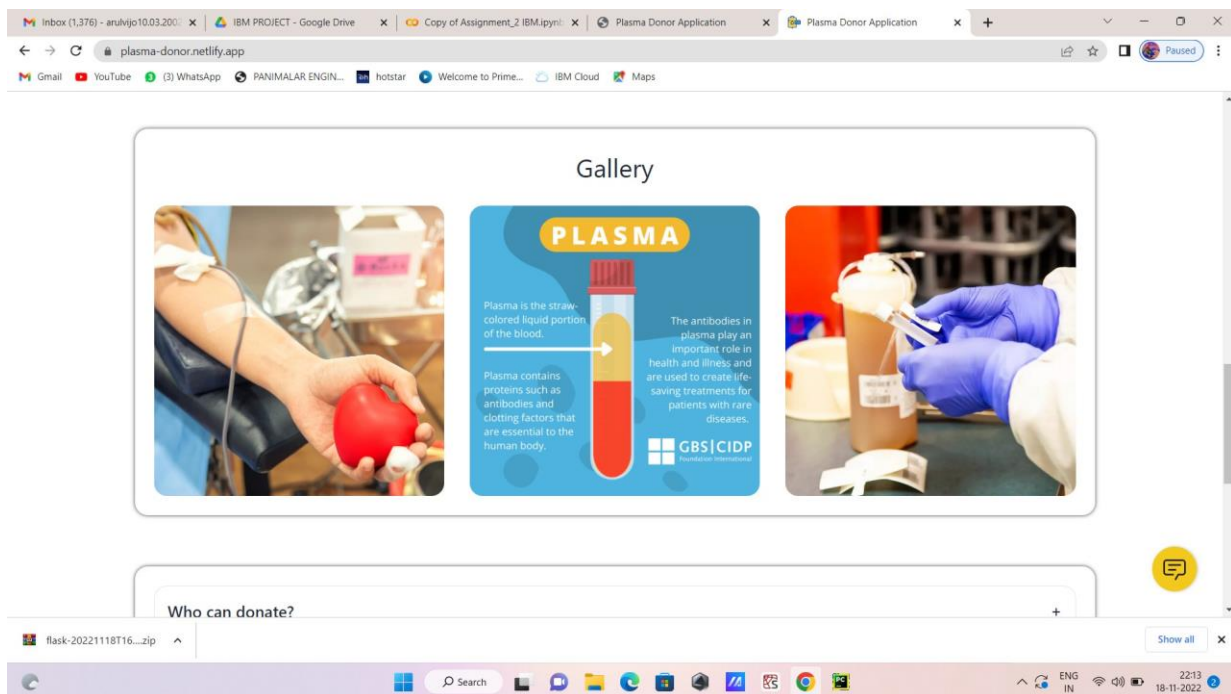 Inbox (1,376) - arulvijo10.03.200
IBM PROJECT - Google Drive
Copy of Assignment_2 IBM.ipynb
Plasma Donor Application
Plasma Donor Application
plasma-donor.netlify.app
Paused
Gmail
YouTube
(3) WhatsApp
PANIMALAR ENGIN...
hotstar
Welcome to Prime...
IBM Cloud
Maps
Gallery
PLASMA
Plasma is the straw-
colored liquid portion
of the blood.
Plasma contains
proteins such as
antibodies and
clotting factors that
are essential to the
human body.
The antibodies in
plasma play an
important role in
health and illness and
are used to create life-
saving treatments for
patients with rare
diseases.
GBS|CIDP
Foundation International
Who can donate?
+
flask-20221118T16....zip
Show all
Search
ENG
IN
22:13
18-11-2022
2